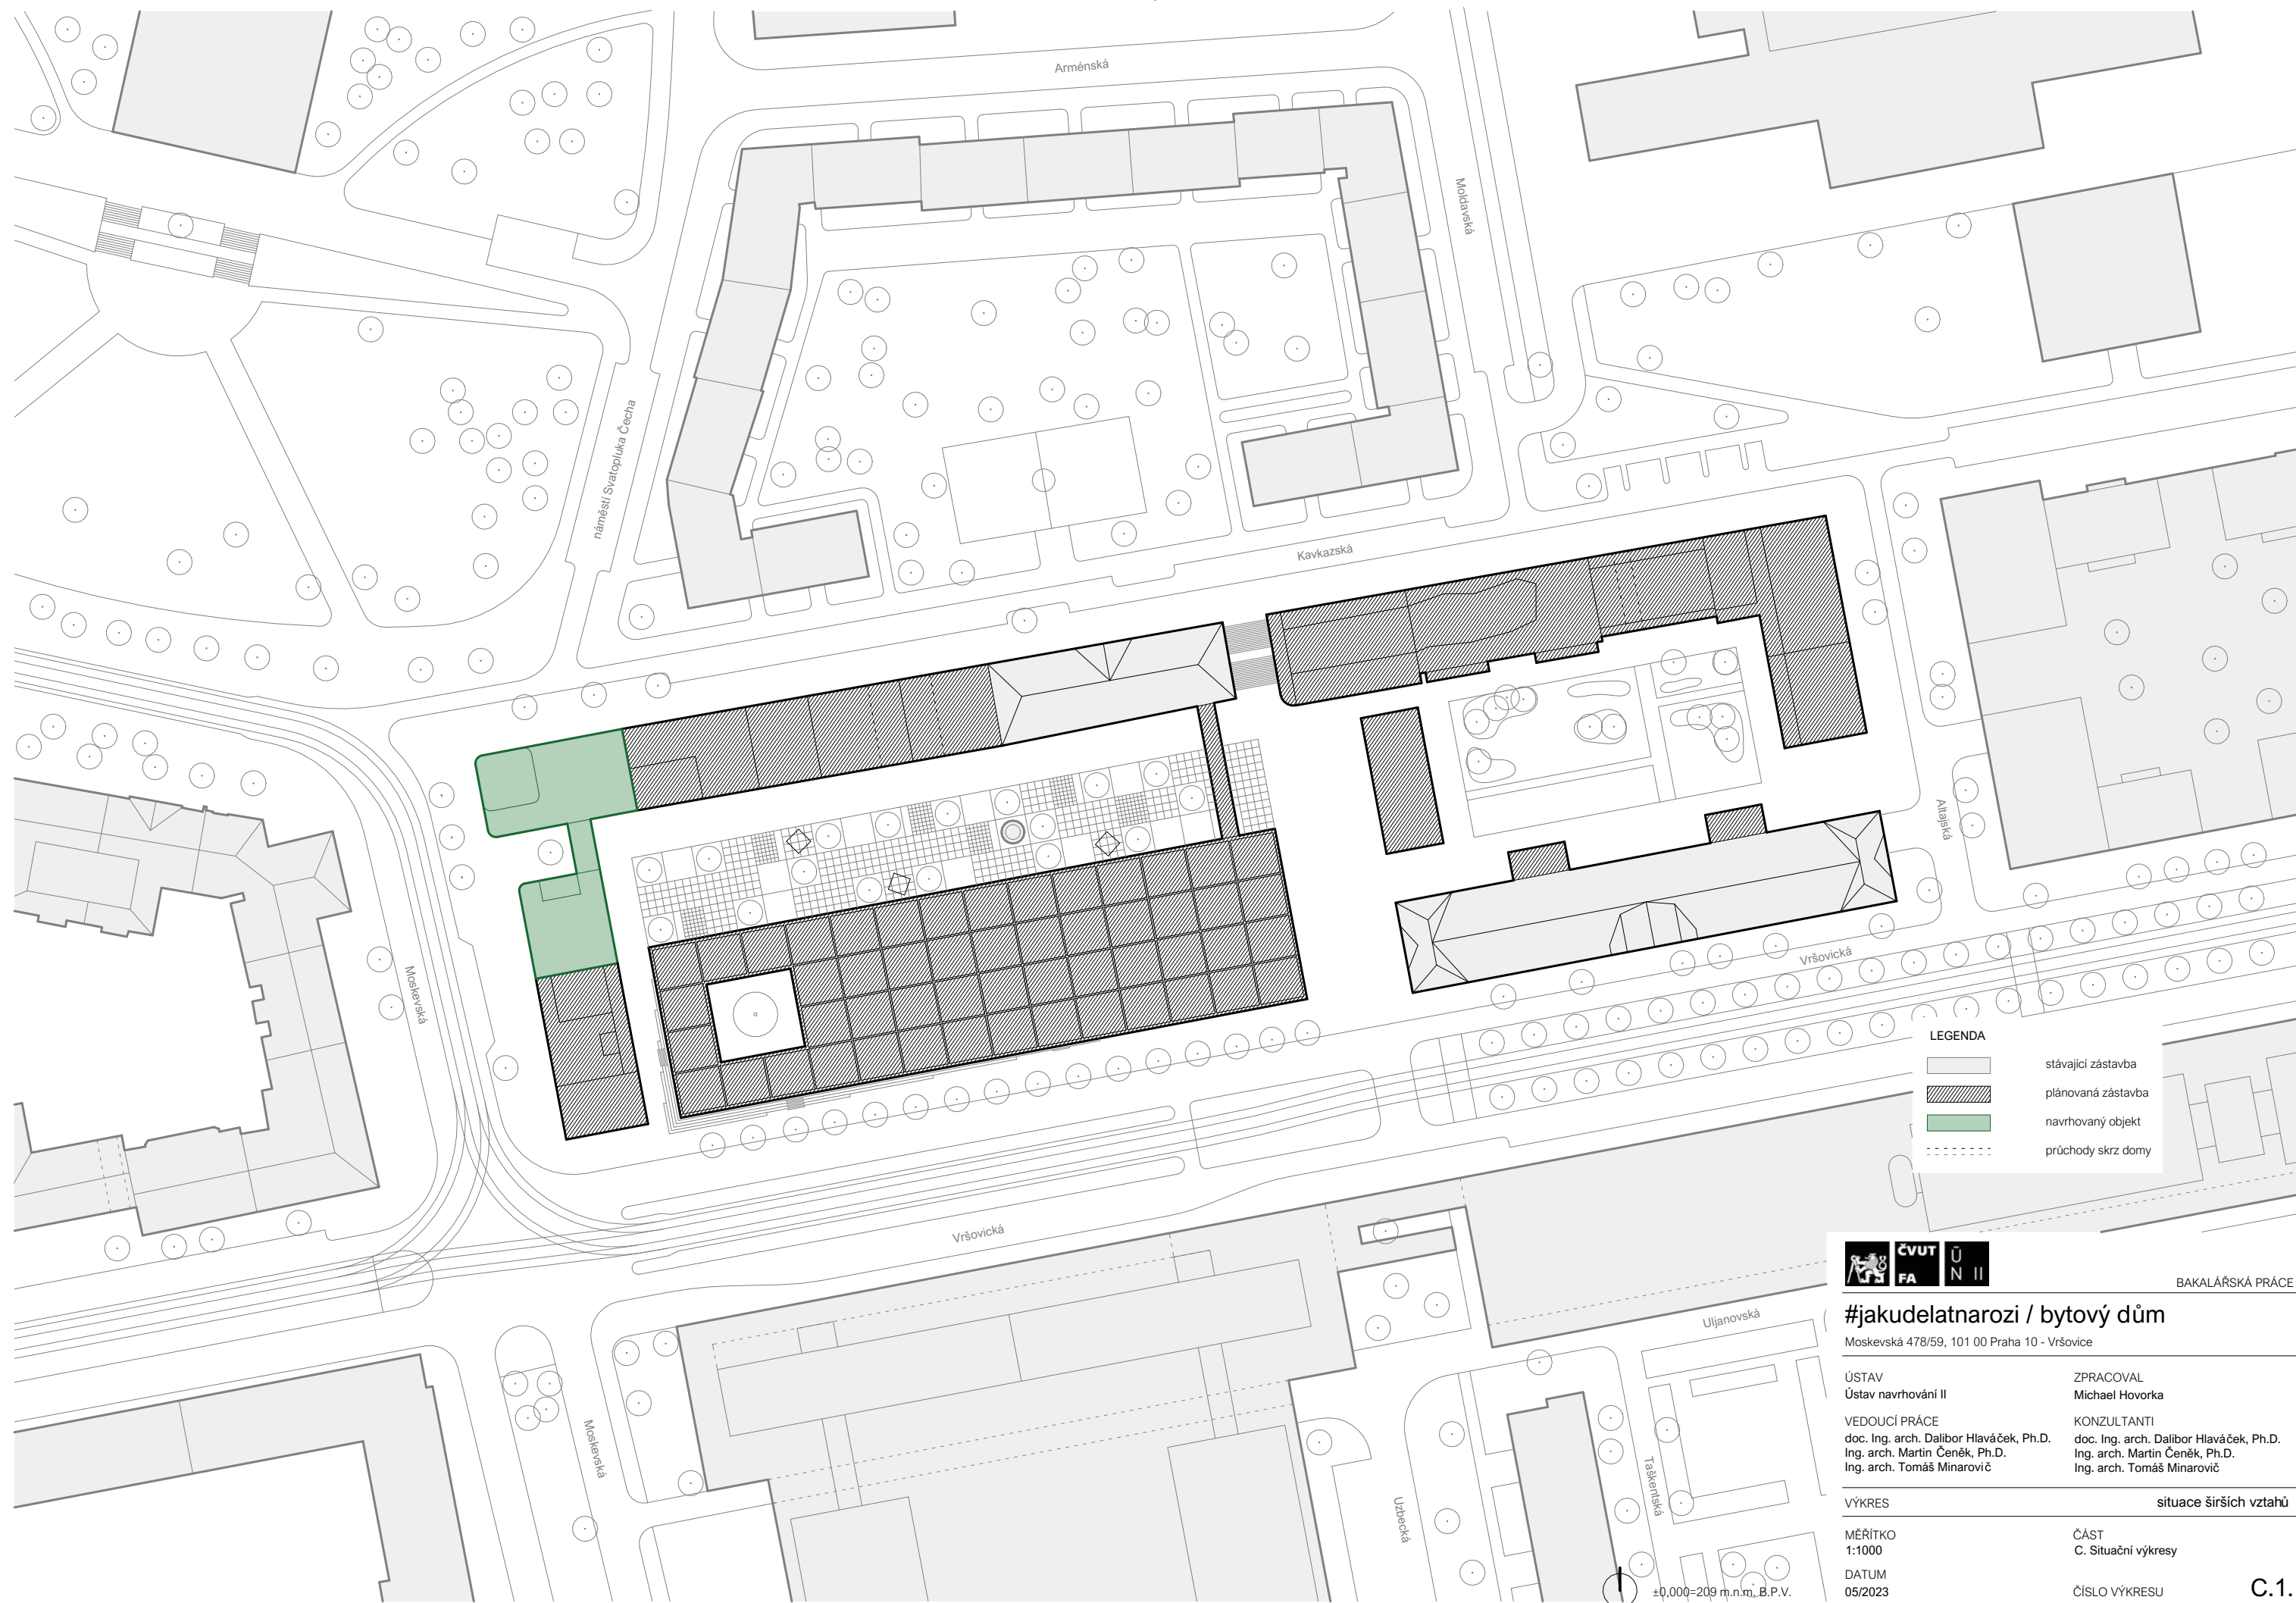 Arménská
Moldavská
náměstí Svatopluka Čecha
Kavkazská
Altajská
Moskevská
Vršovická
LEGENDA
stávající zástavba
plánovaná zástavba
navrhovaný objekt
průchody skrz domy
Vršovická
Moskevská
Uljanovská
Uzbecká
Taškentská
±0,000=209 m.n.m. B.P.V.
ČVUT
FA
Ū
N II
BAKALÁŘSKÁ PRÁCE
#jakudelatnarozi / bytový dům
Moskevská 478/59, 101 00 Praha 10 - Vršovice
ÚSTAV
Ústav navrhování II
ZPRACOVAL
Michael Hovorka
VEDOUCÍ PRÁCE
doc. Ing. arch. Dalibor Hlaváček, Ph.D.
Ing. arch. Martin Čeněk, Ph.D.
Ing. arch. Tomáš Minarovič
KONZULTANTI
doc. Ing. arch. Dalibor Hlaváček, Ph.D.
Ing. arch. Martin Čeněk, Ph.D.
Ing. arch. Tomáš Minarovič
VÝKRES
situace širších vztahů
MĚŘÍTKO
1:1000
ČÁST
C. Situační výkresy
DATUM
05/2023
ČÍSLO VÝKRESU
C.1.